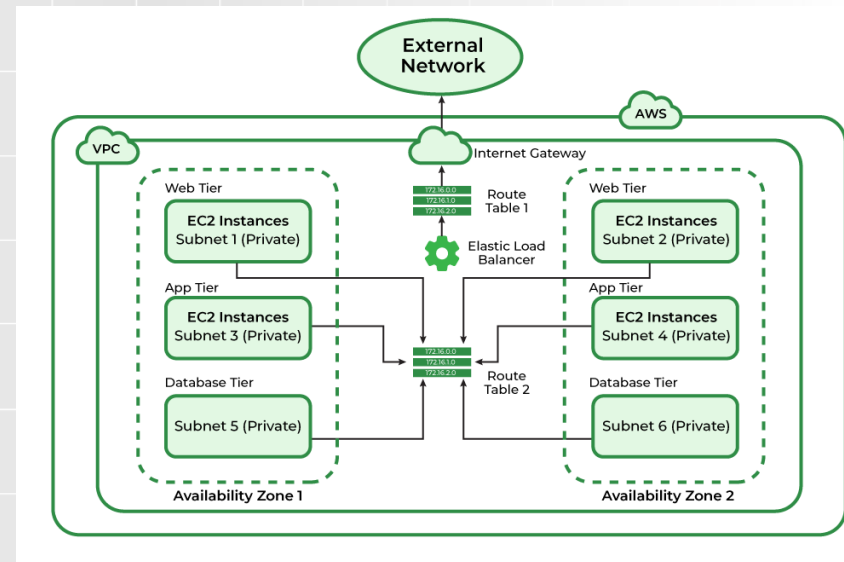 External
Network
AWS
VPC
Internet Gateway
Web Tier
EC2 Instances
Subnet 1 (Private)
172.16.0.0
172.16.1.0
172.16.2.0
Route
Table 1
Web Tier
EC2 Instances
Subnet 2 (Private)
Elastic Load
Balancer
App Tier
EC2 Instances
Subnet 3 (Private)
App Tier
EC2 Instances
Subnet 4 (Private)
172.16.0.0
172.16.1.0
172.16.2.0
Route
Table 2
Database Tier
Subnet 5 (Private)
Database Tier
Subnet 6 (Private)
Availability Zone 1
Availability Zone 2